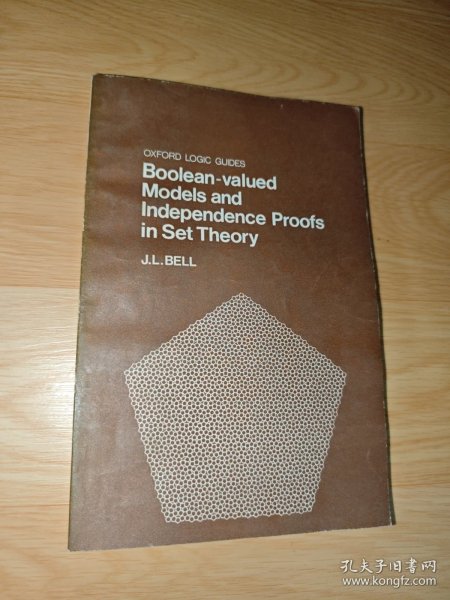 OXFORD LOGIC GUIDES
Boolean-valued
Models and
Independence Proofs
in Set Theory
J.L.BELL
孔夫子旧书网
www.kongfz.com